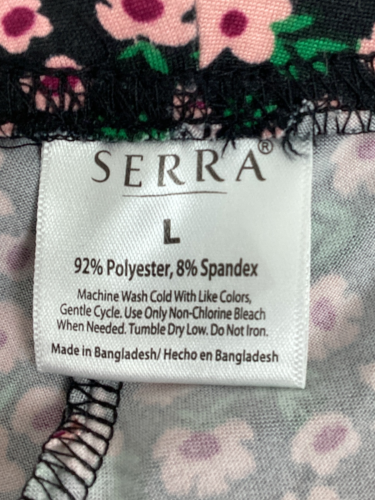 SERRA®
L
92% Polyester, 8% Spandex
Machine Wash Cold With Like Colors,
Gentle Cycle. Use Only Non-Chlorine Bleach
When Needed. Tumble Dry Low. Do Not Iron.
Made in Bangladesh/ Hecho en Bangladesh